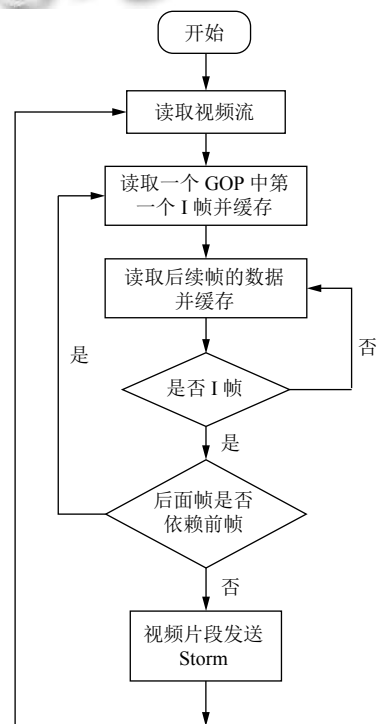 开始
读取视频流
读取一个 GOP 中第
一个 I 帧并缓存
读取后续帧的数据
并缓存
是
否
是否 I 帧
是
后面帧是否
依赖前帧
否
视频片段发送
Storm